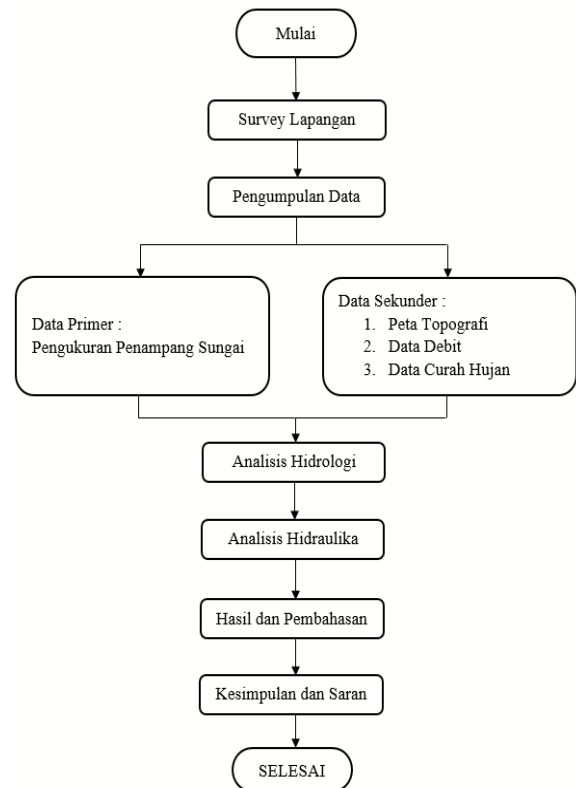 Mulai
Survey Lapangan
Pengumpulan Data
Data Primer :
Pengukuran Penampang Sungai
Data Sekunder :
1. Peta Topografi
2. Data Debit
3. Data Curah Hujan
Analisis Hidrologi
Analisis Hidraulika
Hasil dan Pembahasan
Kesimpulan dan Saran
SELESAI